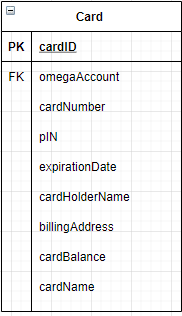 Card
PK cardID
FK omegaAccount
cardNumber
pIN
expirationDate
cardHolderName
billingAddress
cardBalance
cardName